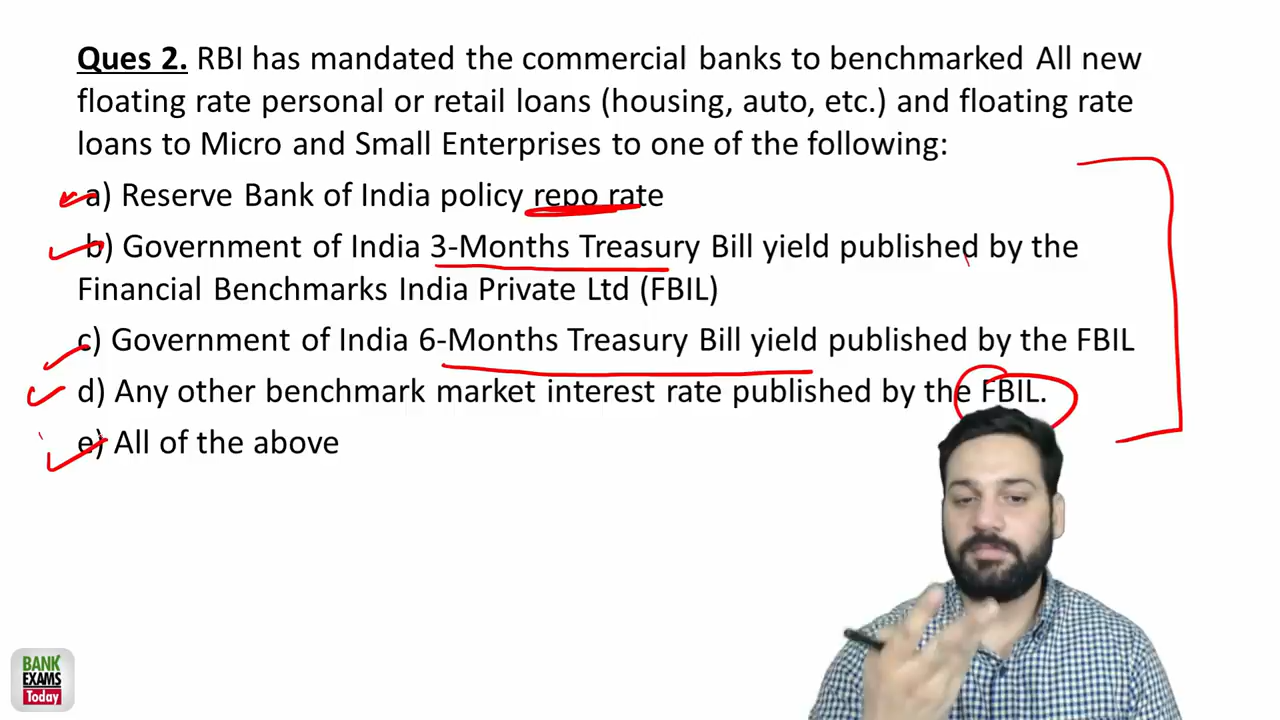 Ques 2. RBI has mandated the commercial banks to benchmarked All new
floating rate personal or retail loans (housing, auto, etc.) and floating rate
loans to Micro and Small Enterprises to one of the following:
a) Reserve Bank of India policy repo rate
b) Government of India 3-Months Treasury Bill yield published by the
Financial Benchmarks India Private Ltd (FBIL)
c) Government of India 6-Months Treasury Bill yield published by the FBIL
d) Any other benchmark market interest rate published by the FBIL.
e) All of the above
BANK
EXAMS
Today